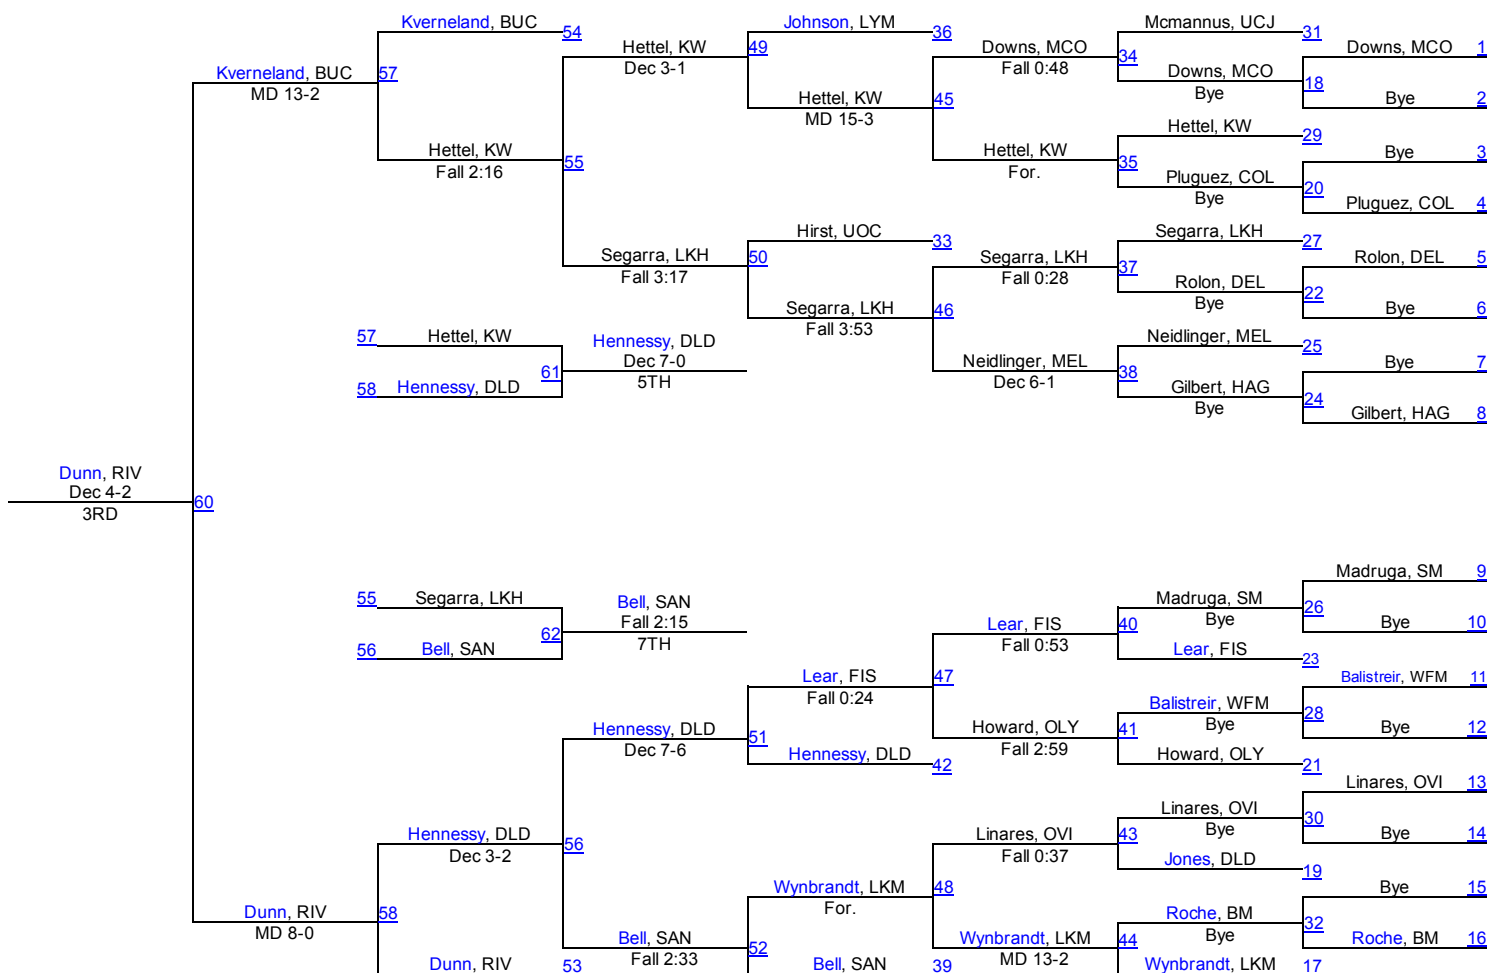 Kverneland, BUC
54
Johnson, LYM
36
Mcmannus, UCJ
31
Hettel, KW
Dec 3-1
49
Downs, MCO
Fall 0:48
34
Downs, MCO
1
Kverneland, BUC
MD 13-2
57
Downs, MCO
Bye
18
Hettel, KW
MD 15-3
45
Bye
2
Hettel, KW
29
Hettel, KW
Fall 2:16
55
Hettel, KW
For.
35
Bye
3
Pluguez, COL
Bye
20
Pluguez, COL
4
Hirst, UOC
33
Segarra, LKH
27
Segarra, LKH
Fall 3:17
50
Segarra, LKH
Fall 0:28
37
Rolon, DEL
5
Rolon, DEL
Bye
22
Segarra, LKH
Fall 3:53
46
Bye
6
57
Hettel, KW
Hennessy, DLD
Dec 7-0
5TH
Neidlinger, MEL
25
61
Neidlinger, MEL
Dec 6-1
38
Bye
7
58
Hennessy, DLD
Gilbert, HAG
Bye
24
Gilbert, HAG
8
Dunn, RIV
Dec 4-2
3RD
60
Madruga, SM
9
55
Segarra, LKH
Bell, SAN
Fall 2:15
7TH
Madruga, SM
Bye
26
62
Lear, FIS
Fall 0:53
40
Bye
10
56
Bell, SAN
Lear, FIS
23
Lear, FIS
Fall 0:24
47
Balistreir, WFM
11
Balistreir, WFM
Bye
28
Hennessy, DLD
Dec 7-6
51
Howard, OLY
Fall 2:59
41
Bye
12
Hennessy, DLD
42
Howard, OLY
21
Linares, OVI
13
Linares, OVI
Bye
30
Hennessy, DLD
Dec 3-2
56
Linares, OVI
Fall 0:37
43
Bye
14
Jones, DLD
19
Wynbrandt, LKM
For.
48
Bye
15
Dunn, RIV
MD 8-0
58
Roche, BM
Bye
32
Bell, SAN
Fall 2:33
52
Wynbrandt, LKM
MD 13-2
44
Roche, BM
16
Dunn, RIV
53
Bell, SAN
39
Wynbrandt, LKM
17